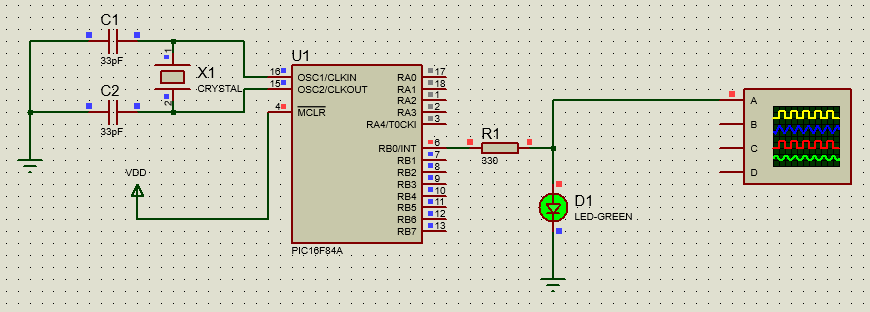 C1
33pF
X1
CRYSTAL
1
2
C2
33pF
VDD
U1
16 OSC1/CLKIN RA0 17
15 OSC2/CLKOUT RA1 18
RA2 1
4 MCLR RA3 2
RA4/T0CKI 3
RB0/INT 6
RB1 7
RB2 8
RB3 9
RB4 10
RB5 11
RB6 12
RB7 13
PIC16F84A
R1
330
D1
LED-GREEN
A
B
C
D